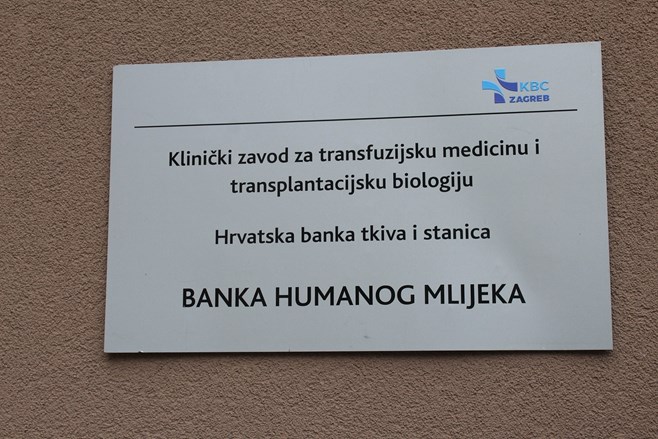 KBC
ZAGREB
Klinički zavod za transfuzijsku medicinu i
transplantacijsku biologiju
Hrvatska banka tkiva i stanica
BANKA HUMANOG MLIJEKA